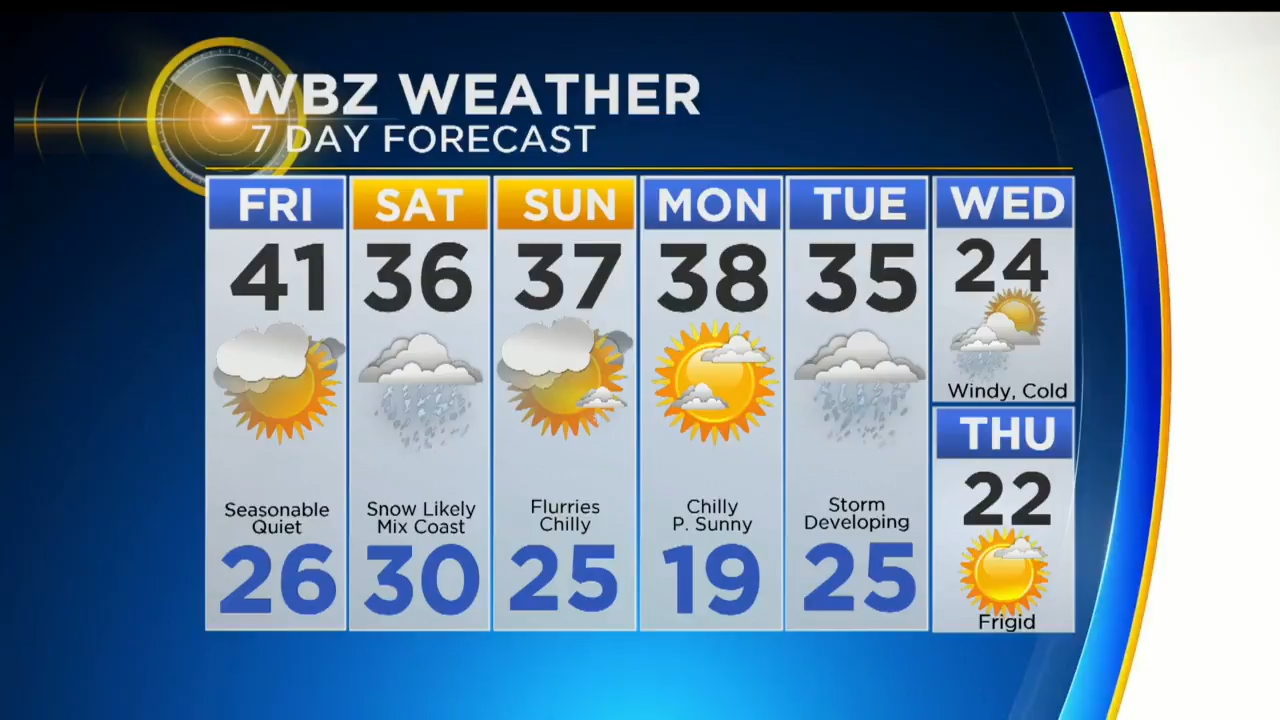 WBZ WEATHER
7 DAY FORECAST
FRI
41
Seasonable
Quiet
26
SAT
36
Snow Likely
Mix Coast
30
SUN
37
Flurries
Chilly
25
MON
38
Chilly
P. Sunny
19
TUE
35
Storm
Developing
25
WED
24
Windy, Cold
THU
22
Frigid